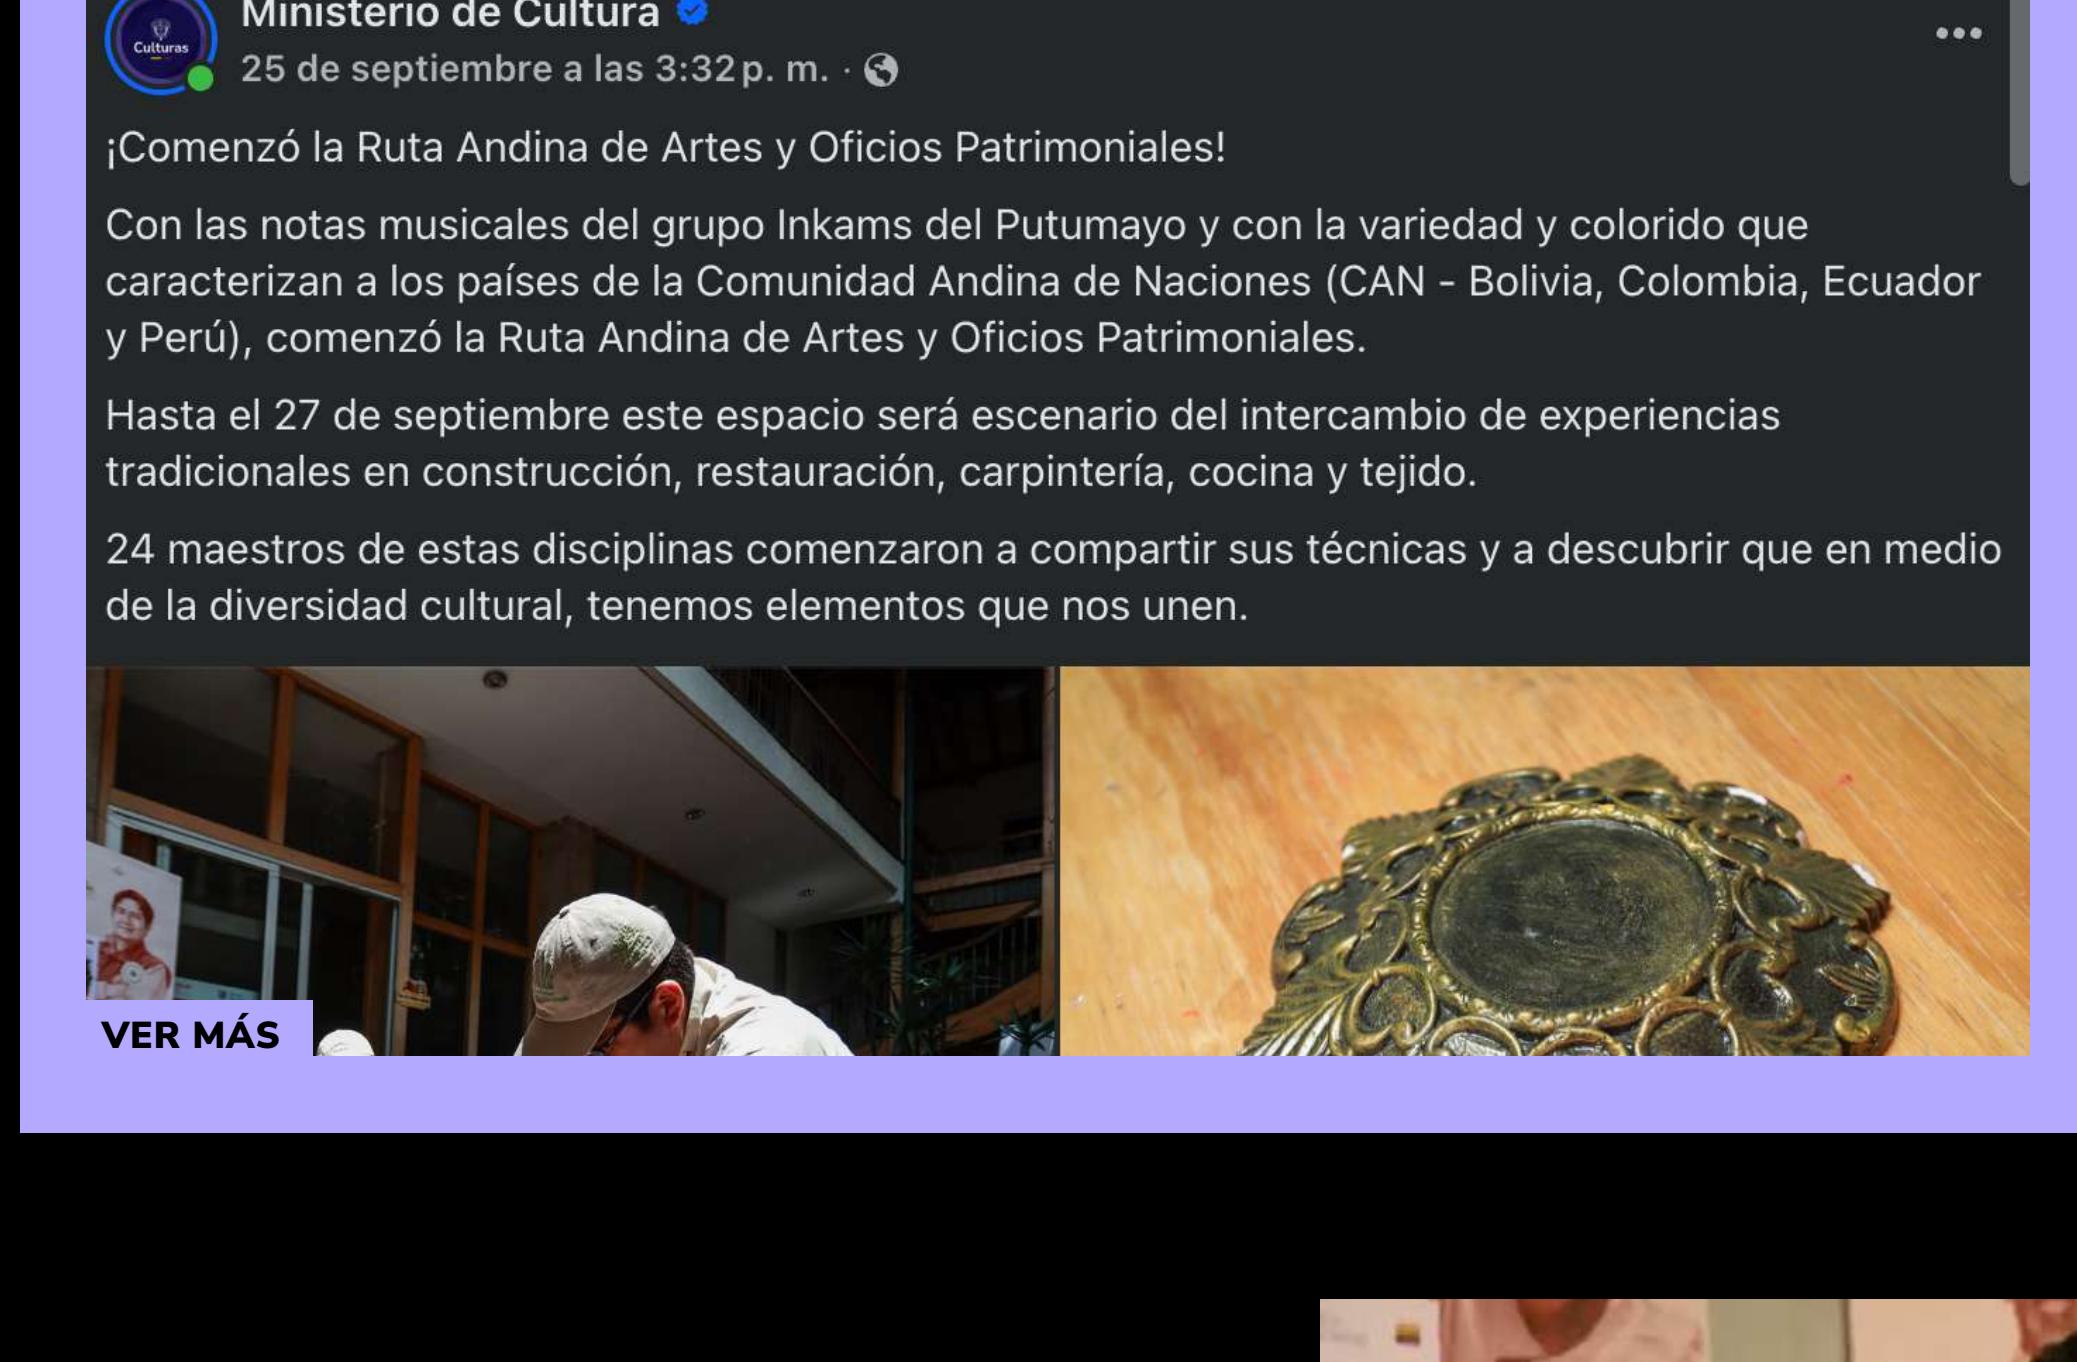 Ministerio de Cultura
Culturas
25 de septiembre a las 3:32 p. m. ·
¡Comenzó la Ruta Andina de Artes y Oficios Patrimoniales!
Con las notas musicales del grupo Inkams del Putumayo y con la variedad y colorido que
caracterizan a los países de la Comunidad Andina de Naciones (CAN - Bolivia, Colombia, Ecuador
y Perú), comenzó la Ruta Andina de Artes y Oficios Patrimoniales.
Hasta el 27 de septiembre este espacio será escenario del intercambio de experiencias
tradicionales en construcción, restauración, carpintería, cocina y tejido.
24 maestros de estas disciplinas comenzaron a compartir sus técnicas y a descubrir que en medio
de la diversidad cultural, tenemos elementos que nos unen.
VER MÁS